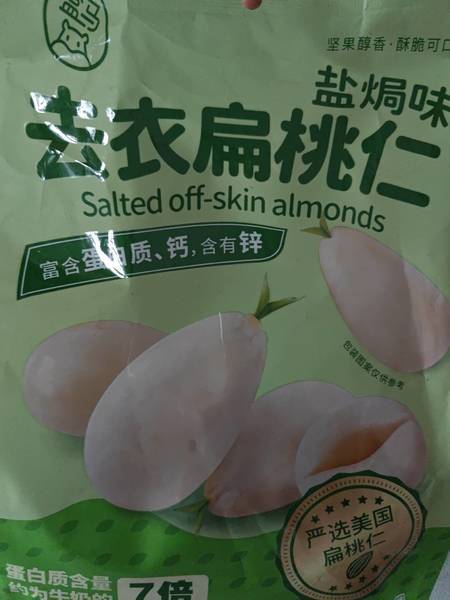 坚果醇香·酥脆可口
盐焗味
去衣扁桃仁
Salted off-skin almonds
富含蛋白质、钙,含有锌
包装图案仅供参考
严选美国
扁桃仁
蛋白质含量
约为牛奶的
7倍